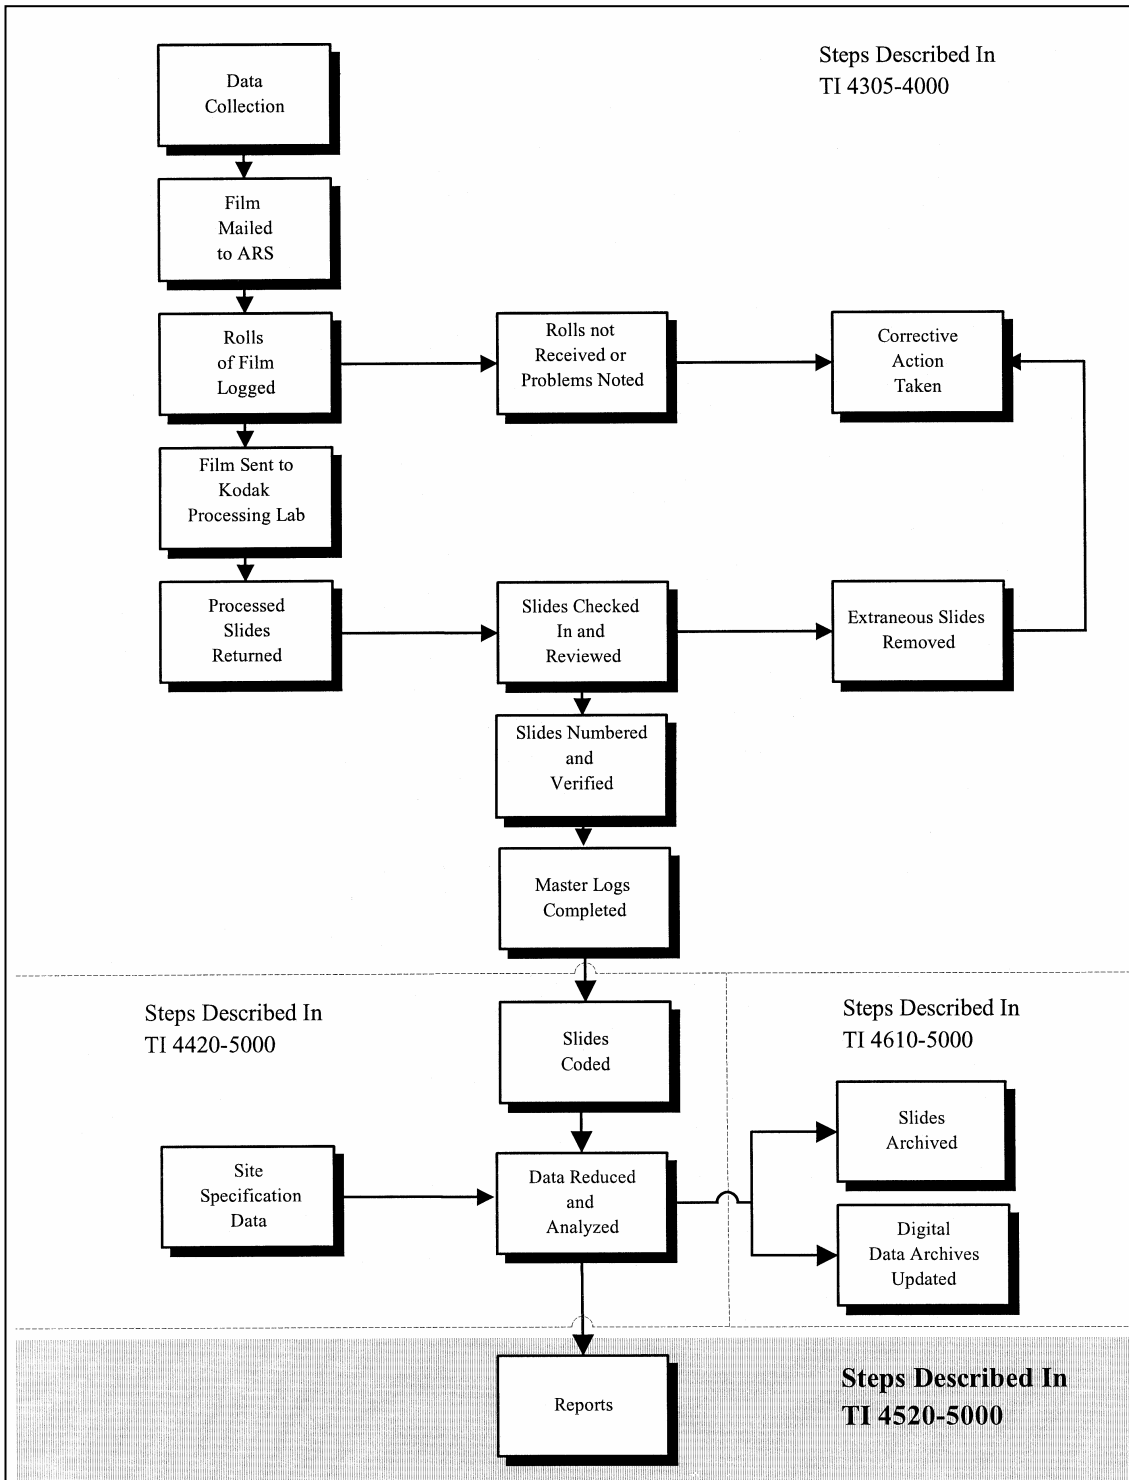 Steps Described In
TI 4305-4000
Data
Collection
Film
Mailed
to ARS
Rolls
of Film
Logged
Rolls not
Received or
Problems Noted
Corrective
Action
Taken
Film Sent to
Kodak
Processing Lab
Processed
Slides
Returned
Slides Checked
In and
Reviewed
Extraneous Slides
Removed
Slides Numbered
and
Verified
Master Logs
Completed
Steps Described In
TI 4420-5000
Slides
Coded
Steps Described In
TI 4610-5000
Slides
Archived
Site
Specification
Data
Data Reduced
and
Analyzed
Digital
Data Archives
Updated
Reports
Steps Described In
TI 4520-5000